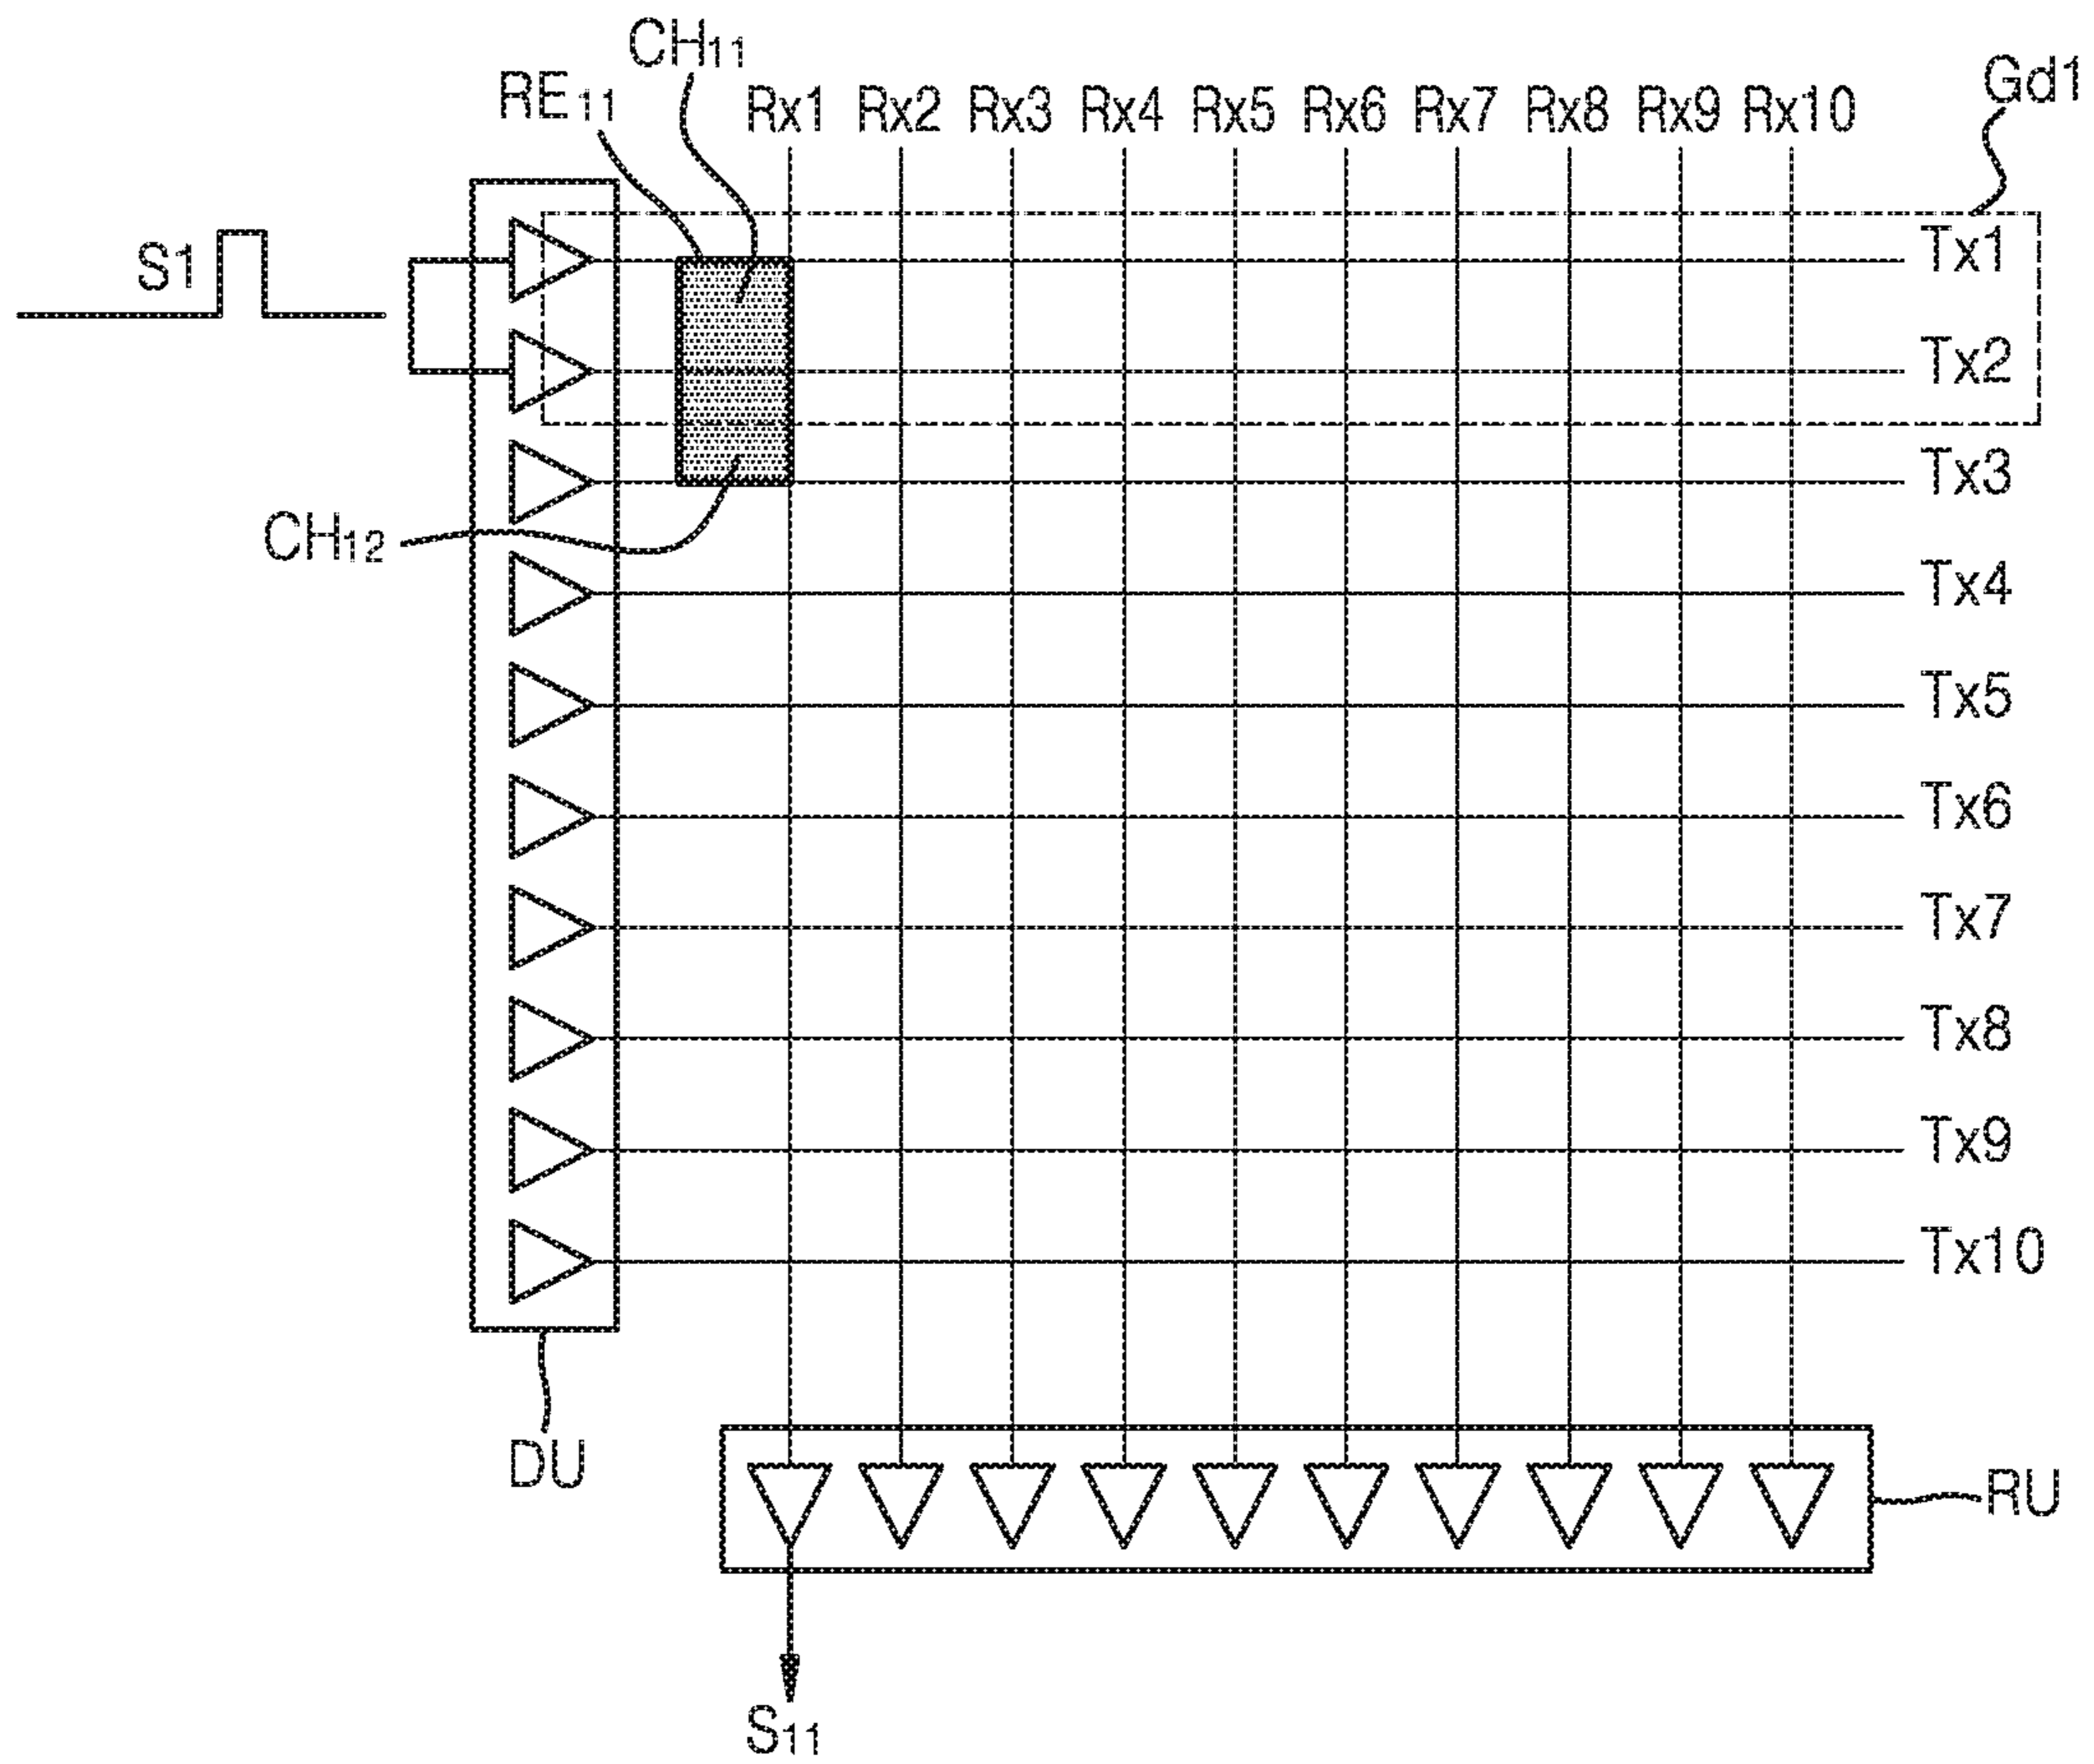 CH11
RE11
Rx1 Rx2 Rx3 Rx4 Rx5 Rx6 Rx7 Rx8 Rx9 Rx10
Gd1
S1
Tx1
Tx2
Tx3
CH12
Tx4
Tx5
Tx6
Tx7
Tx8
Tx9
Tx10
DU
RU
S11